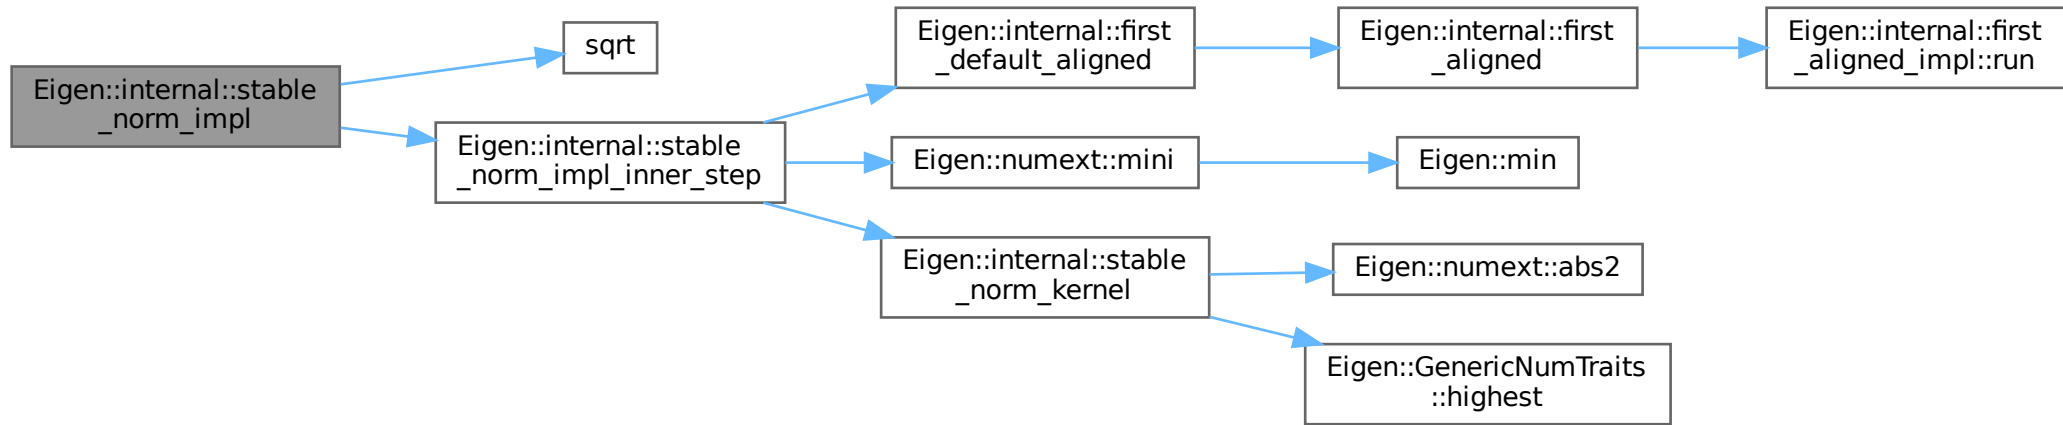 Eigen::internal::stable
_norm_impl
sqrt
Eigen::internal::stable
_norm_impl_inner_step
Eigen::internal::first
_default_aligned
Eigen::internal::first
_aligned
Eigen::internal::first
_aligned_impl::run
Eigen::numext::mini
Eigen::min
Eigen::internal::stable
_norm_kernel
Eigen::numext::abs2
Eigen::GenericNumTraits
::highest